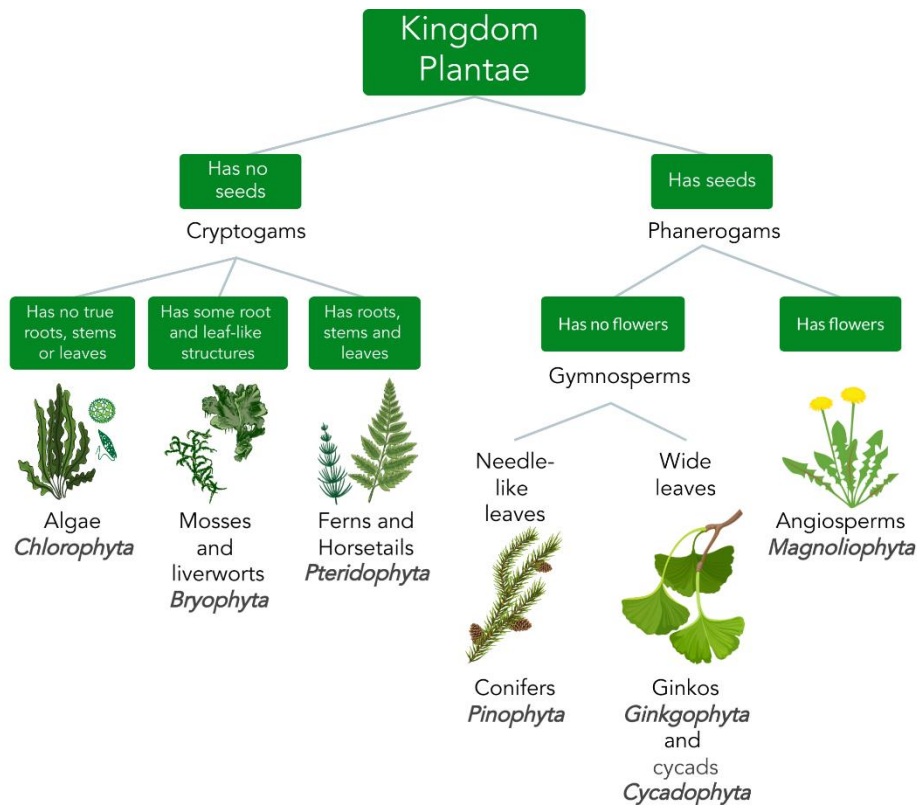 Kingdom
Plantae
Has no
seeds
Has seeds
Cryptogams
Phanerogams
Has no true
roots, stems
or leaves
Has some root
and leaf-like
structures
Has roots,
stems and
leaves
Has no flowers
Has flowers
Gymnosperms
Needle-
like
leaves
Wide
leaves
Algae
Chlorophyta
Mosses
and
liverworts
Bryophyta
Ferns and
Horsetails
Pteridophyta
Angiosperms
Magnoliophyta
Conifers
Pinophyta
Ginkos
Ginkgophyta
and
cycads
Cycadophyta